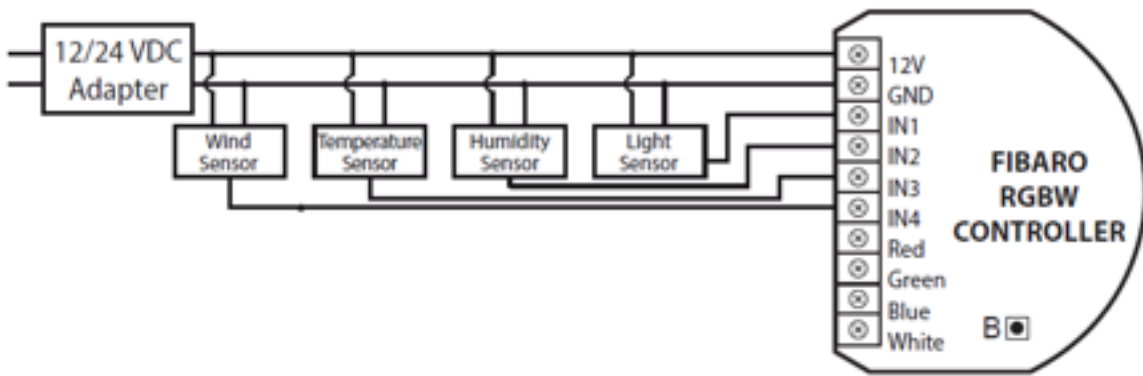 12/24 VDC
Adapter
Wind
Sensor
Temperature
Sensor
Humidity
Sensor
Light
Sensor
12V
GND
IN1
IN2
IN3
IN4
Red
Green
Blue
White
FIBARO
RGBW
CONTROLLER
B